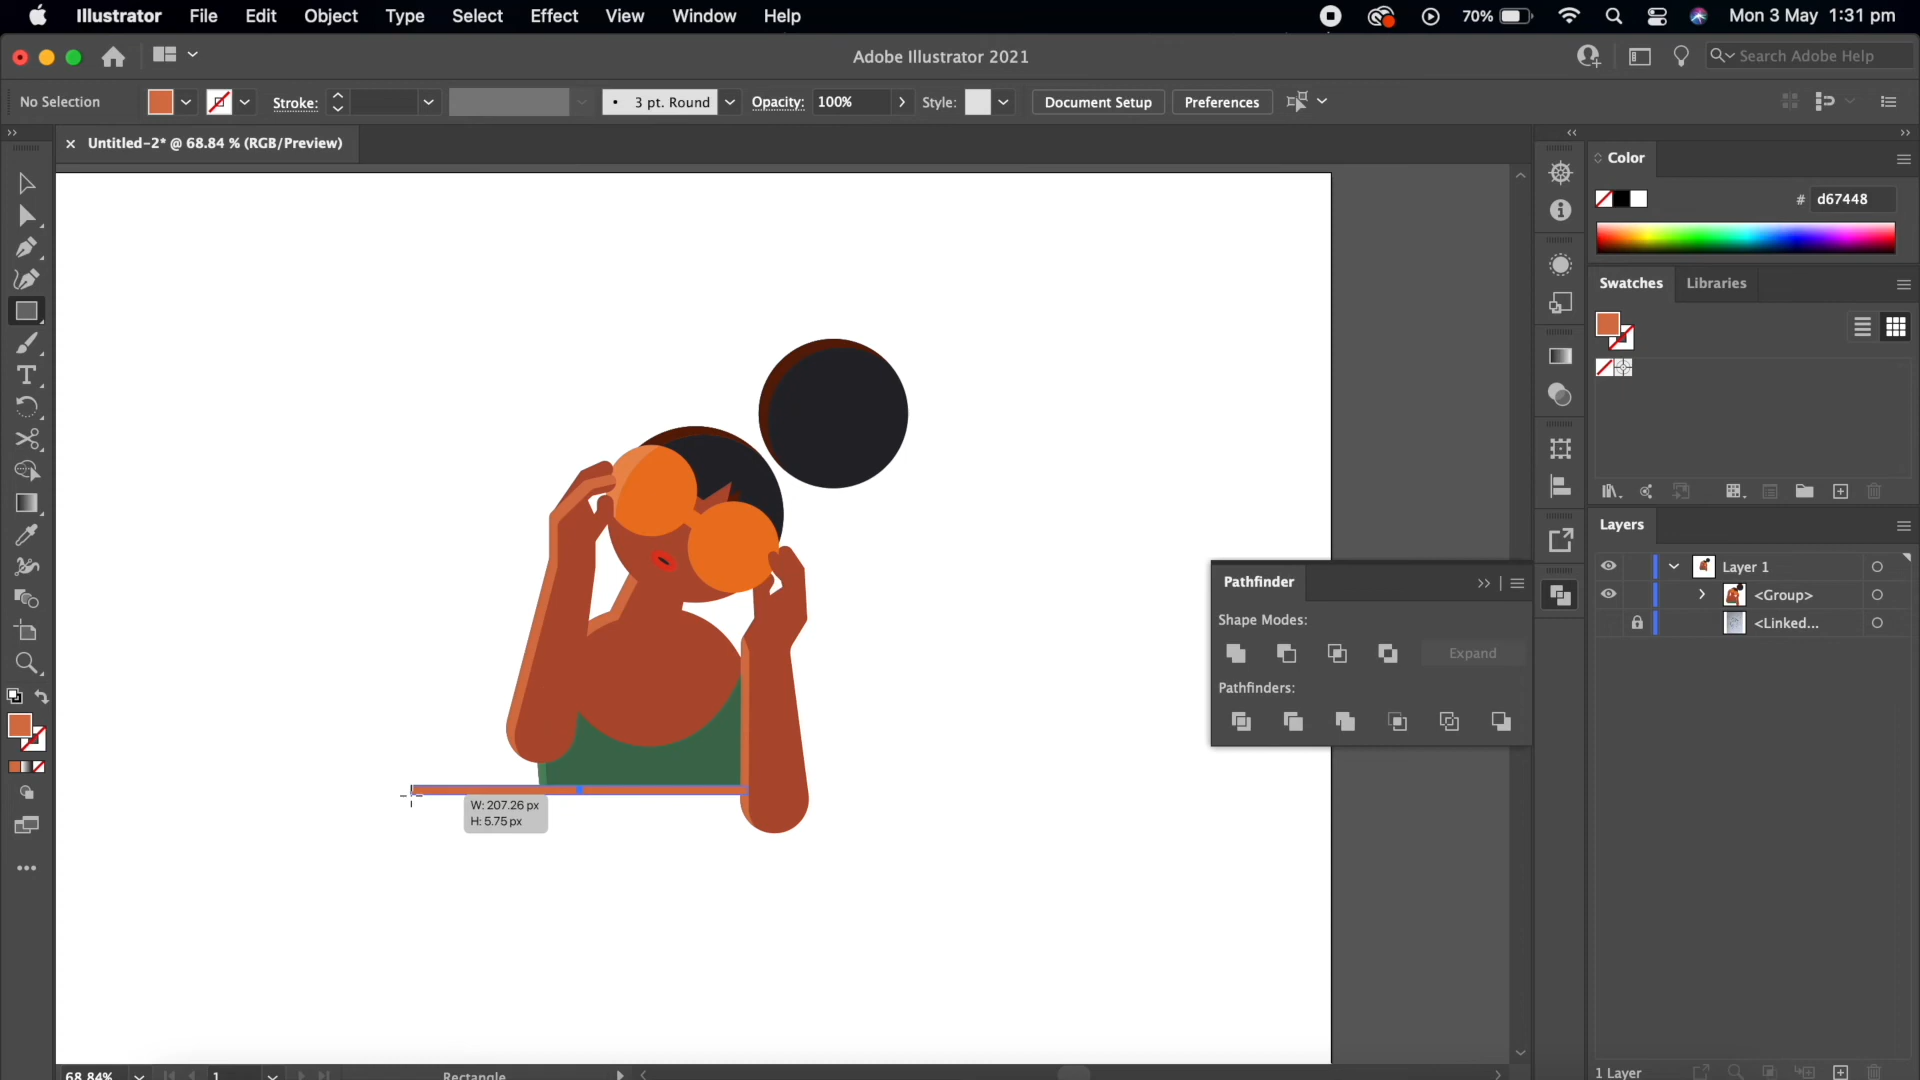 Illustrator File Edit Object Type Select Effect View Window Help 70% Mon 3 May 1:31 pm
Adobe Illustrator 2021 Search Adobe Help
No Selection Stroke: 3 pt. Round Opacity: 100% Style: Document Setup Preferences
Untitled-2* @ 68.84 % (RGB/Preview)
Color
# d67448
Swatches Libraries
Layers
Layer 1
<Group>
<Linked...
Pathfinder
Shape Modes:
Expand
Pathfinders:
W: 207.26 px
H: 5.75 px
68.84% 1 Rectangle
1 Layer